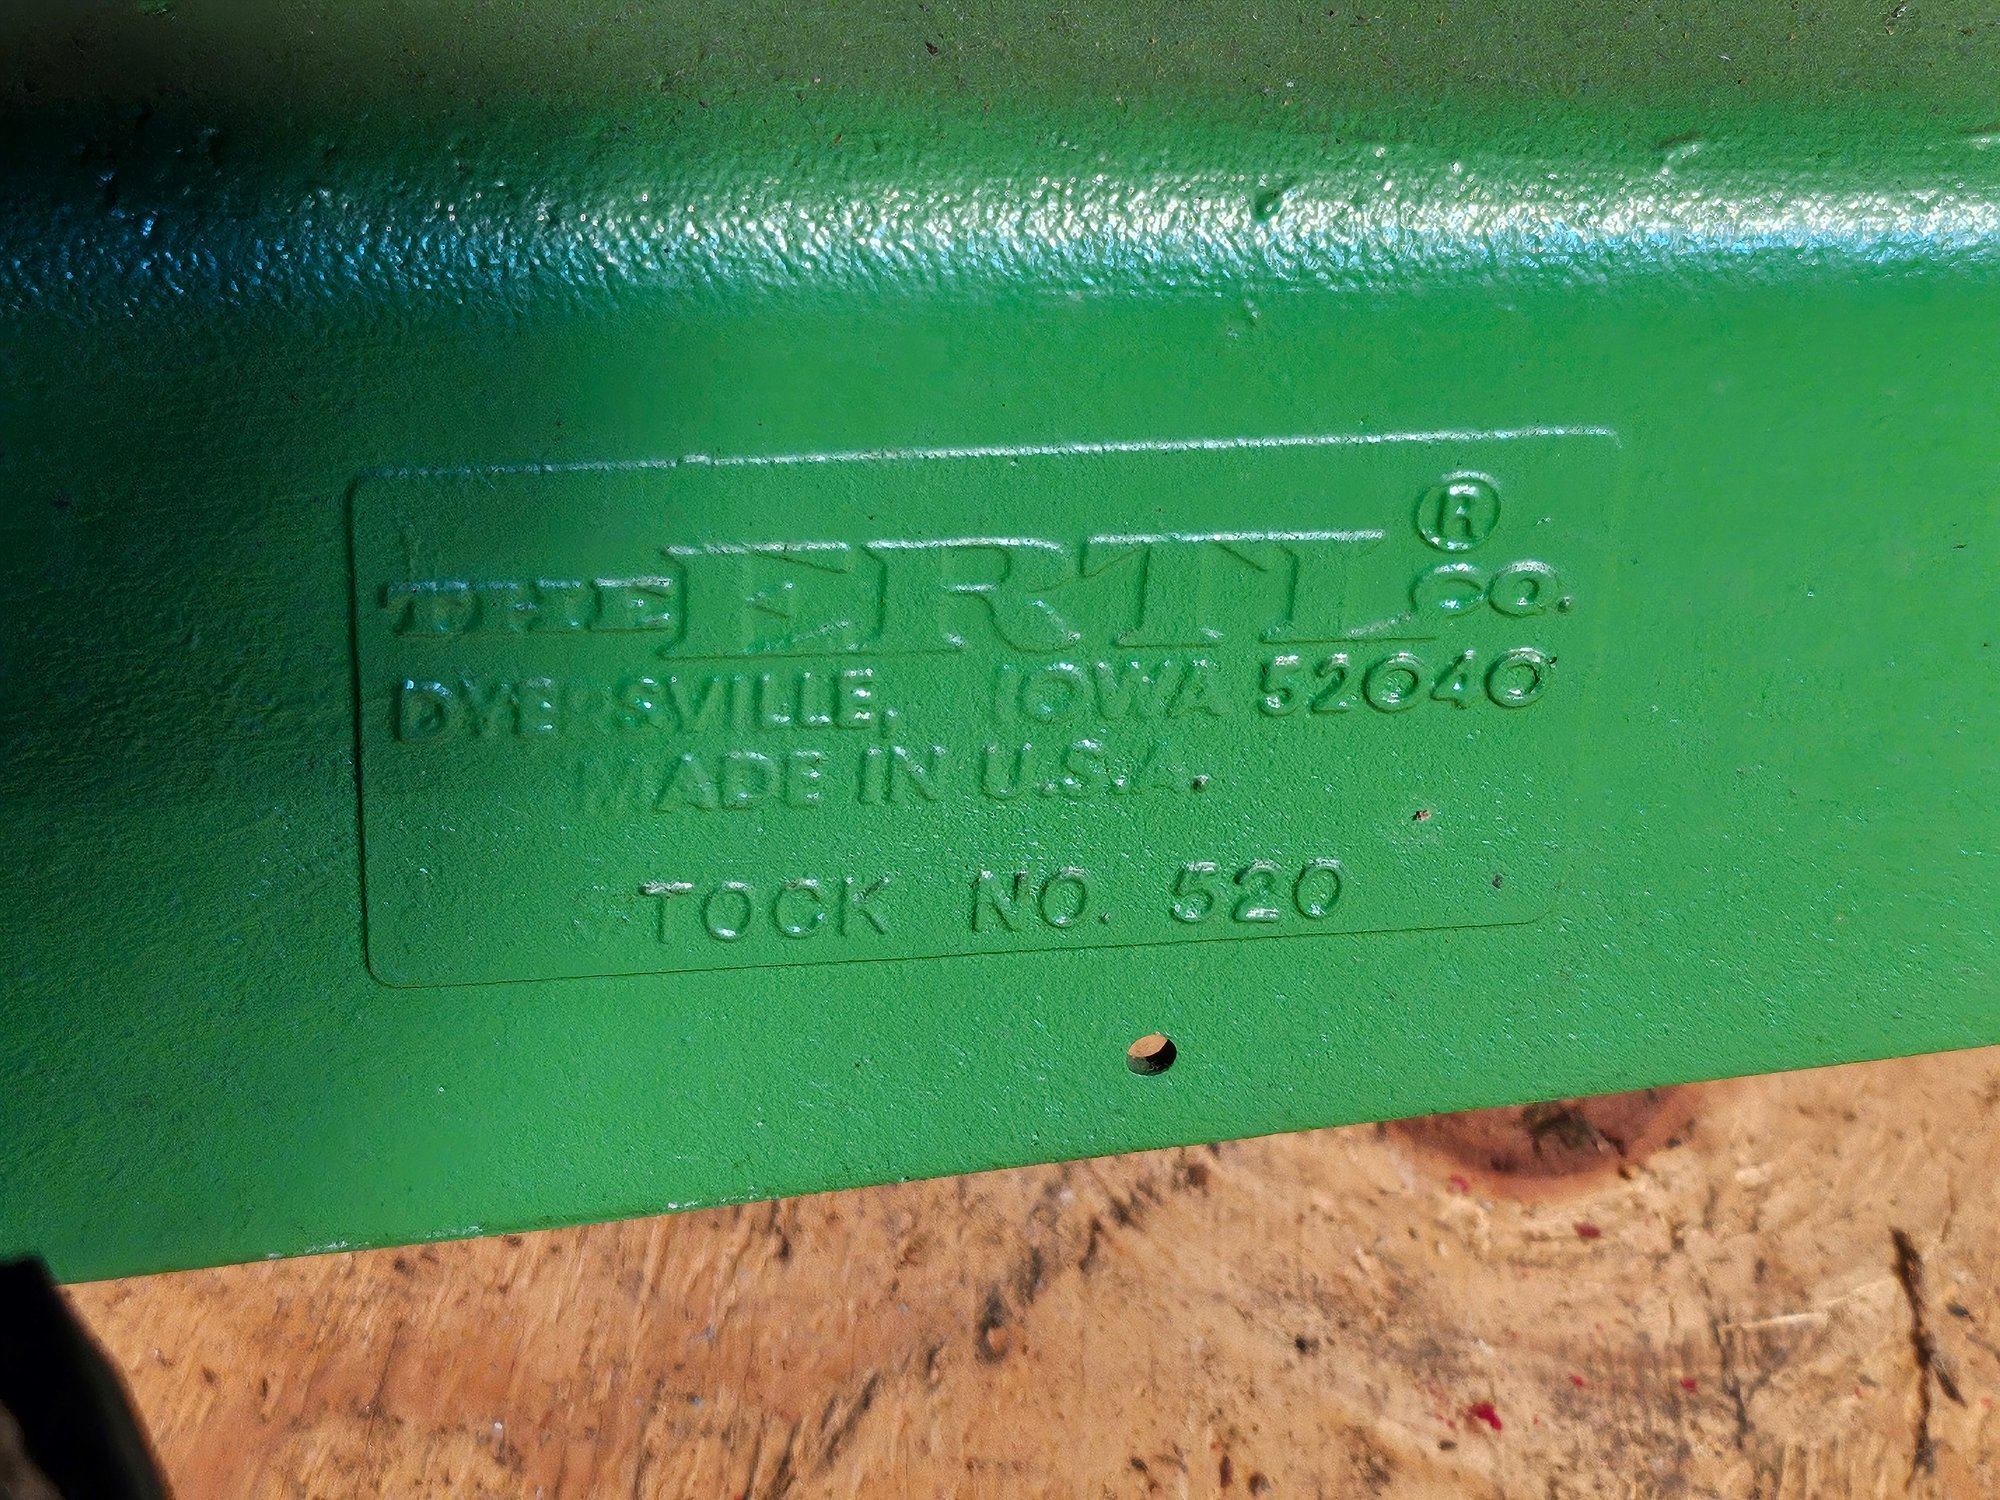 THE ERTL® CO.
DYERSVILLE, IOWA 52040
MADE IN U.S.A.
TOCK NO. 520